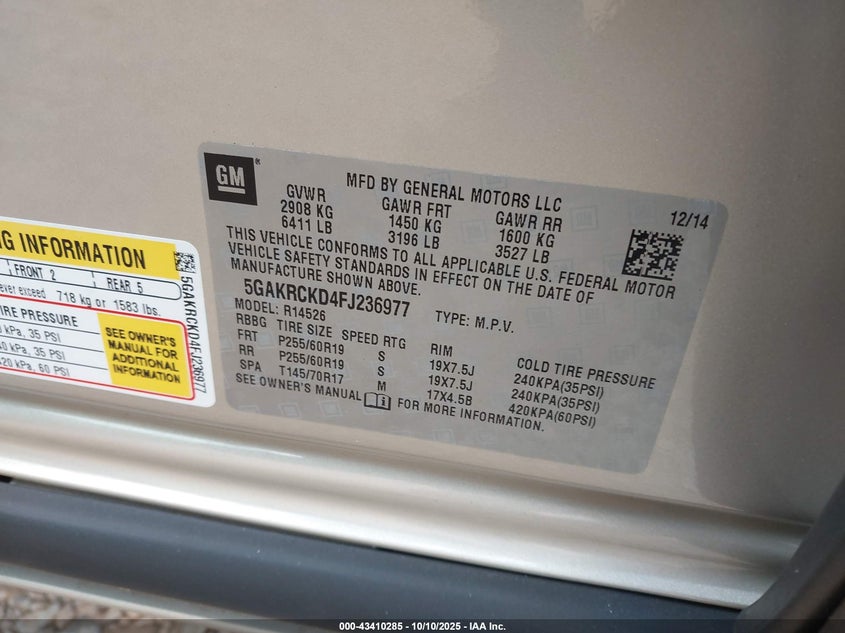 GM
®
MFD BY GENERAL MOTORS LLC
12/14
GVWR GAWR FRT GAWR RR
2908 KG 1450 KG 1600 KG
6411 LB 3196 LB 3527 LB
THIS VEHICLE CONFORMS TO ALL APPLICABLE U.S. FEDERAL MOTOR
VEHICLE SAFETY STANDARDS IN EFFECT ON THE DATE OF
MANUFACTURE SHOWN ABOVE.
5GAKRCKD4FJ236977 TYPE: M.P.V.
MODEL: R14526
RBBG TIRE SIZE SPEED RTG RIM COLD TIRE PRESSURE
FRT P255/60R19 S 19X7.5J 240KPA(35PSI)
RR P255/60R19 S 19X7.5J 240KPA(35PSI)
SPA T145/70R17 M 17X4.5B 420KPA(60PSI)
SEE OWNER'S MANUAL FOR MORE INFORMATION.
INFORMATION
FRONT 2 REAR 5
exceed 718 kg or 1583 lbs.
PRESSURE
kPa, 35 PSI
kPa, 35 PSI
kPa, 60 PSI
SEE OWNER'S
MANUAL FOR
ADDITIONAL
INFORMATION
5GAKRCKD4FJ236977
000-43410285 - 10/10/2025 - IAA Inc.